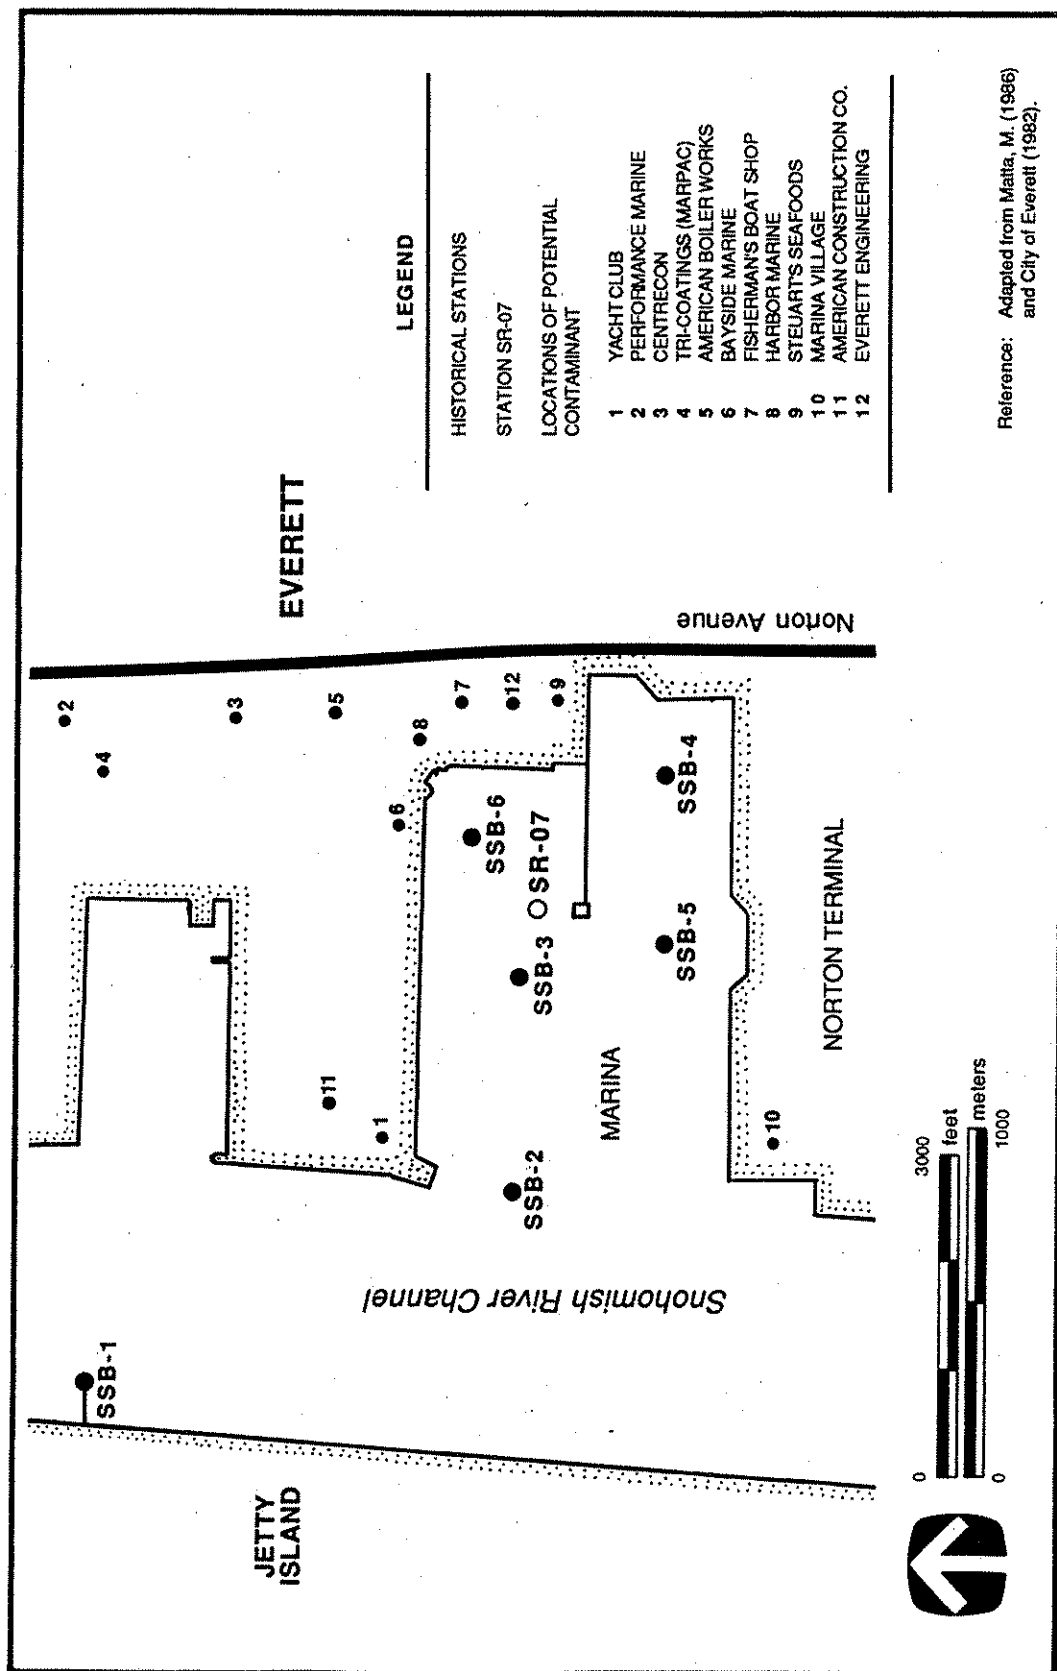 JETTY
ISLAND
SSB-1
Snohomish River Channel
SSB-2
MARINA
SSB-3
OSR-07
SSB-6
SSB-5
SSB-4
1
11
6
8
4
2
3
5
7
12
9
10
NORTON TERMINAL
Norton Avenue
EVERETT
LEGEND
HISTORICAL STATIONS
STATION SR-07
LOCATIONS OF POTENTIAL
CONTAMINANT
1 YACHT CLUB
2 PERFORMANCE MARINE
3 CENTRECON
4 TRI-COATINGS (MARPAC)
5 AMERICAN BOILER WORKS
6 BAYSIDE MARINE
7 FISHERMAN'S BOAT SHOP
8 HARBOR MARINE
9 STEUART'S SEAFOODS
10 MARINA VILLAGE
11 AMERICAN CONSTRUCTION CO.
12 EVERETT ENGINEERING
0 3000
feet
meters
0 1000
Reference: Adapted from Matta, M. (1986)
and City of Everett (1982).